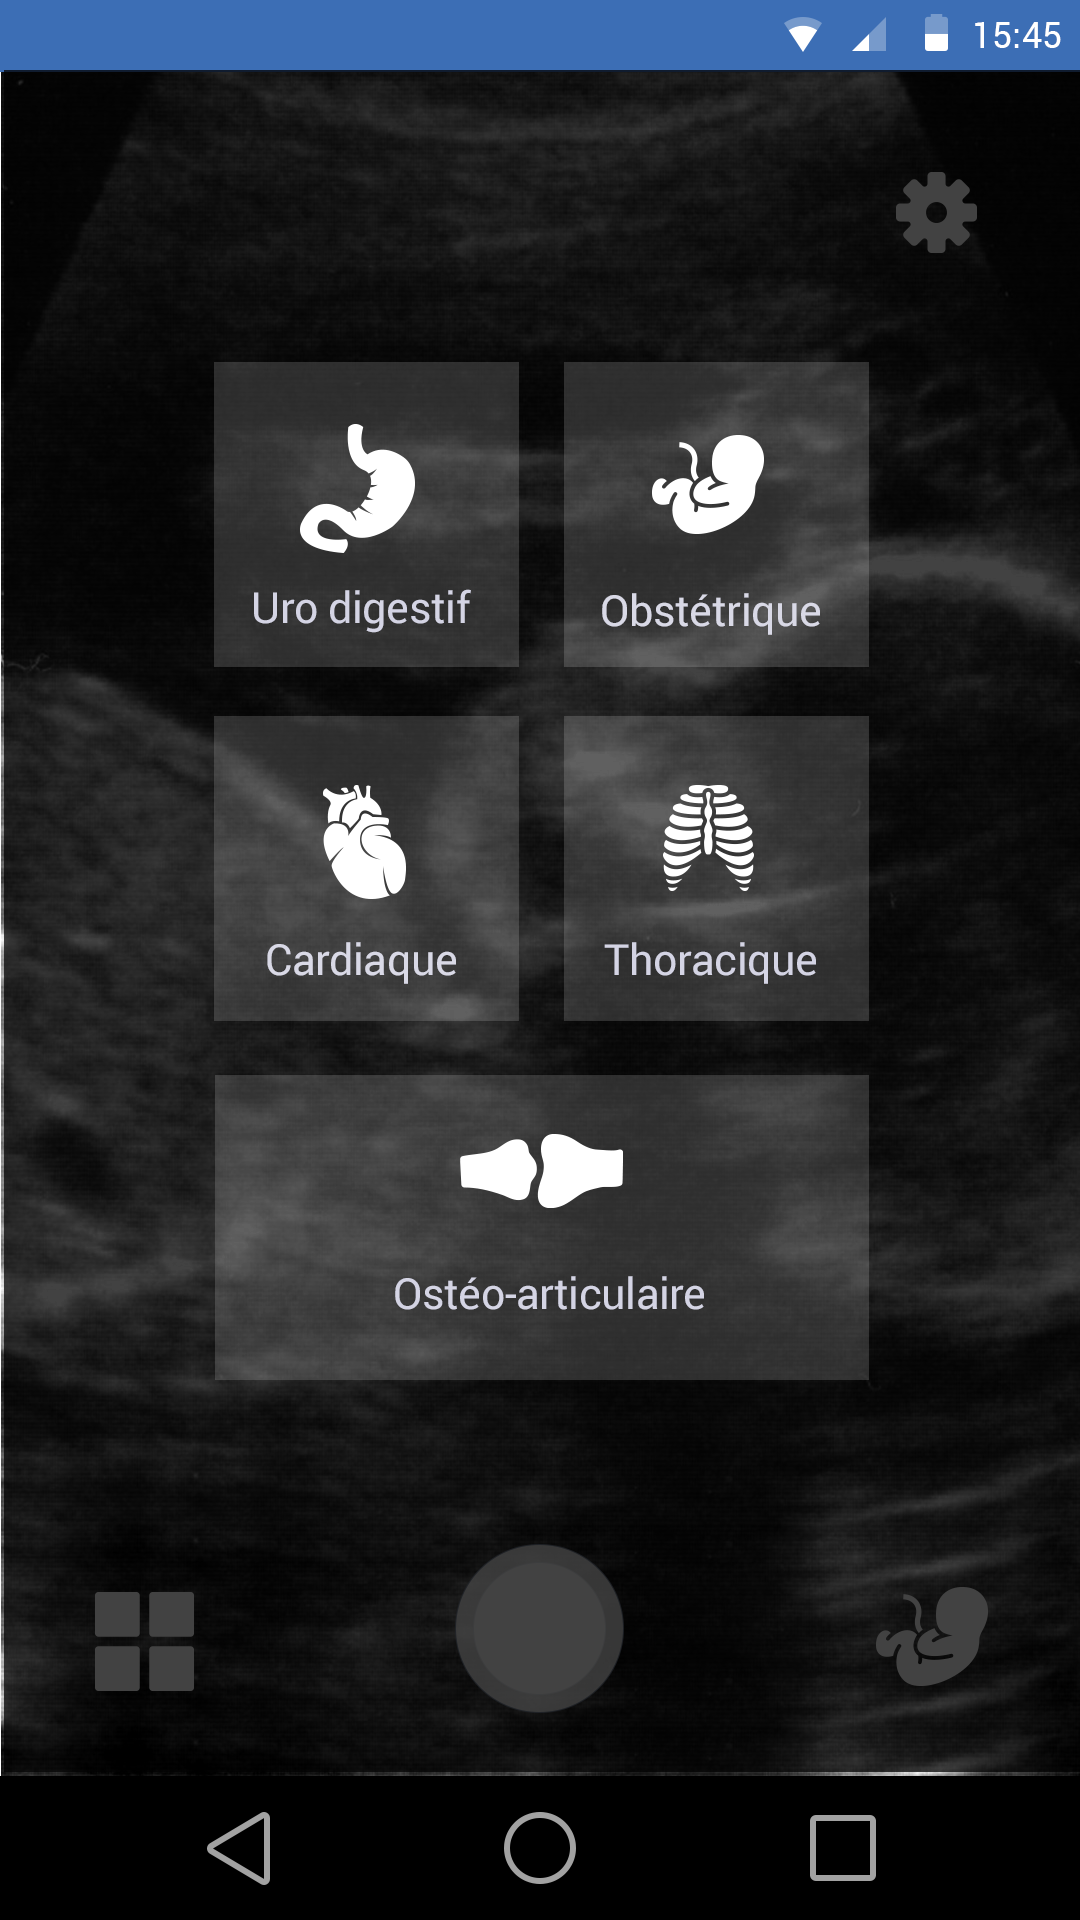 15:45
Uro digestif
Obstétrique
Cardiaque
Thoracique
Ostéo-articulaire